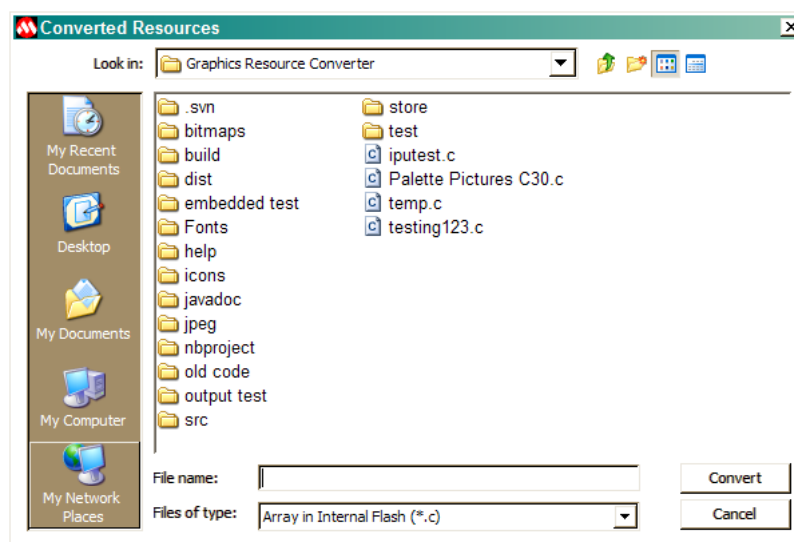 Converted Resources
Look in:
Graphics Resource Converter
My Recent
Documents
Desktop
My Documents
My Computer
My Network
Places
.svn
bitmaps
build
dist
embedded test
Fonts
help
icons
javadoc
jpeg
nbproject
old code
output test
src
store
test
iputest.c
Palette Pictures C30.c
temp.c
testing123.c
File name:
Convert
Files of type:
Array in Internal Flash (*.c)
Cancel